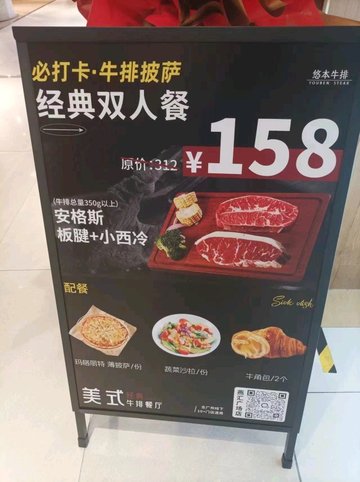 必打卡·牛排披萨
悠本牛排
YOUBEN STEAK
经典双人餐
原价:312 ¥158
(牛排总量350g以上)
安格斯
板腱+小西冷
配餐
玛格丽特 薄披萨/份
蔬菜沙拉/份
牛角包/2个
美式
牛排餐厅